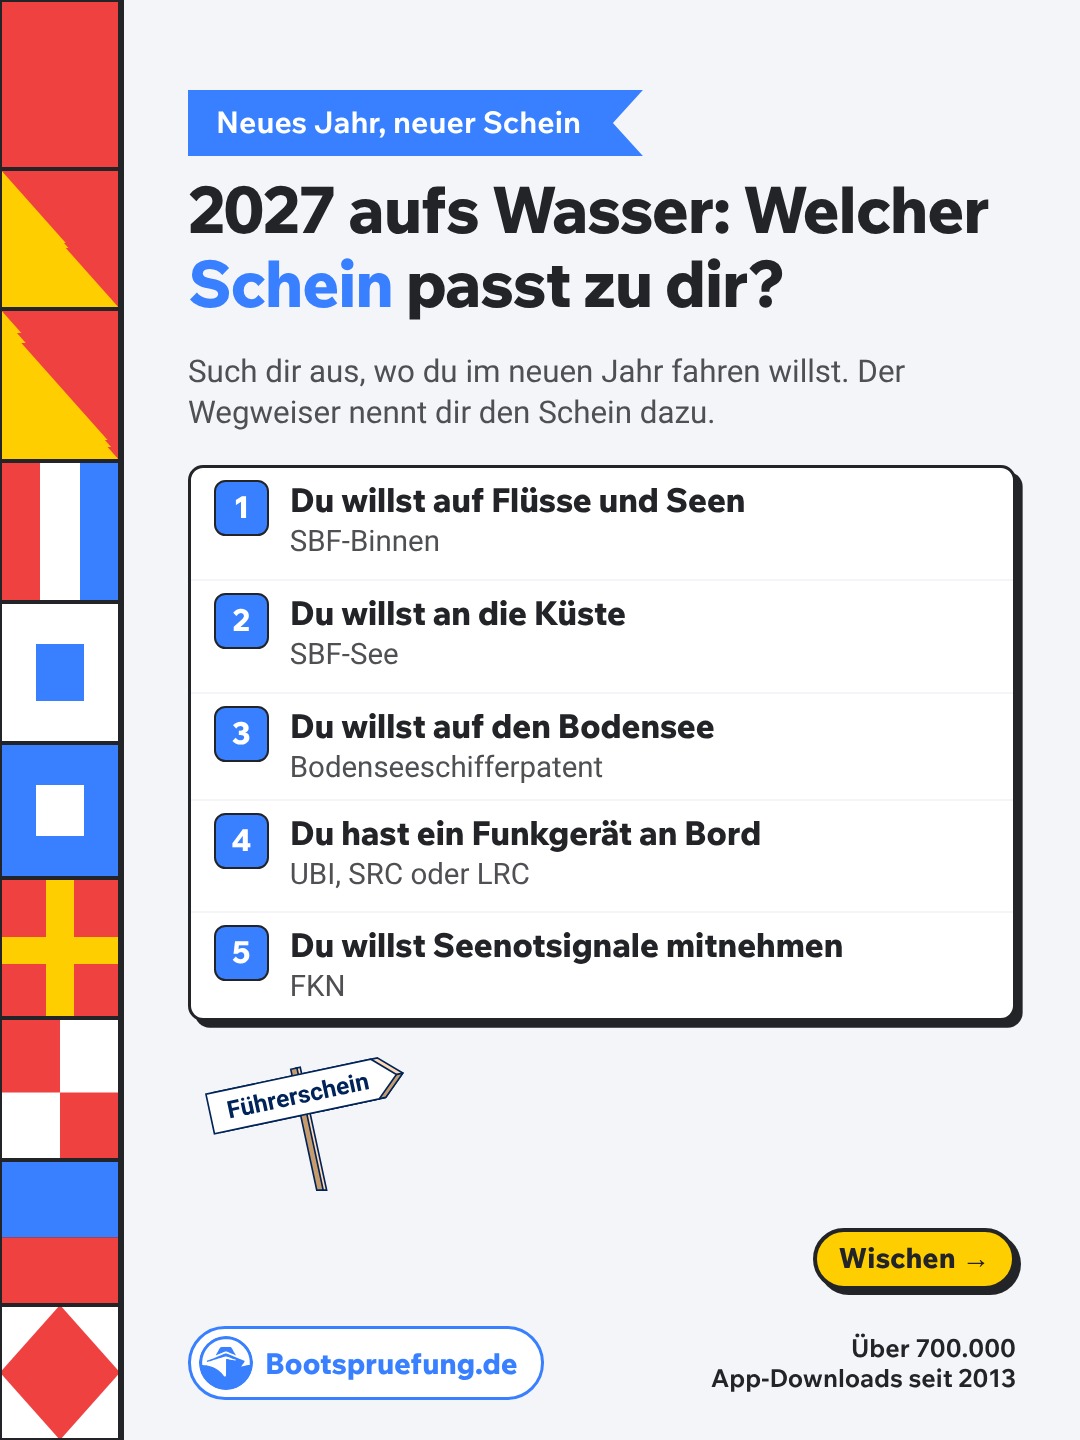 Neues Jahr, neuer Schein
2027 aufs Wasser: Welcher
Schein passt zu dir?
Such dir aus, wo du im neuen Jahr fahren willst. Der
Wegweiser nennt dir den Schein dazu.
1 Du willst auf Flüsse und Seen
SBF-Binnen
2 Du willst an die Küste
SBF-See
3 Du willst auf den Bodensee
Bodenseeschifferpatent
4 Du hast ein Funkgerät an Bord
UBI, SRC oder LRC
5 Du willst Seenotsignale mitnehmen
FKN
Führerschein
Wischen →
Bootspruefung.de
Über 700.000
App-Downloads seit 2013